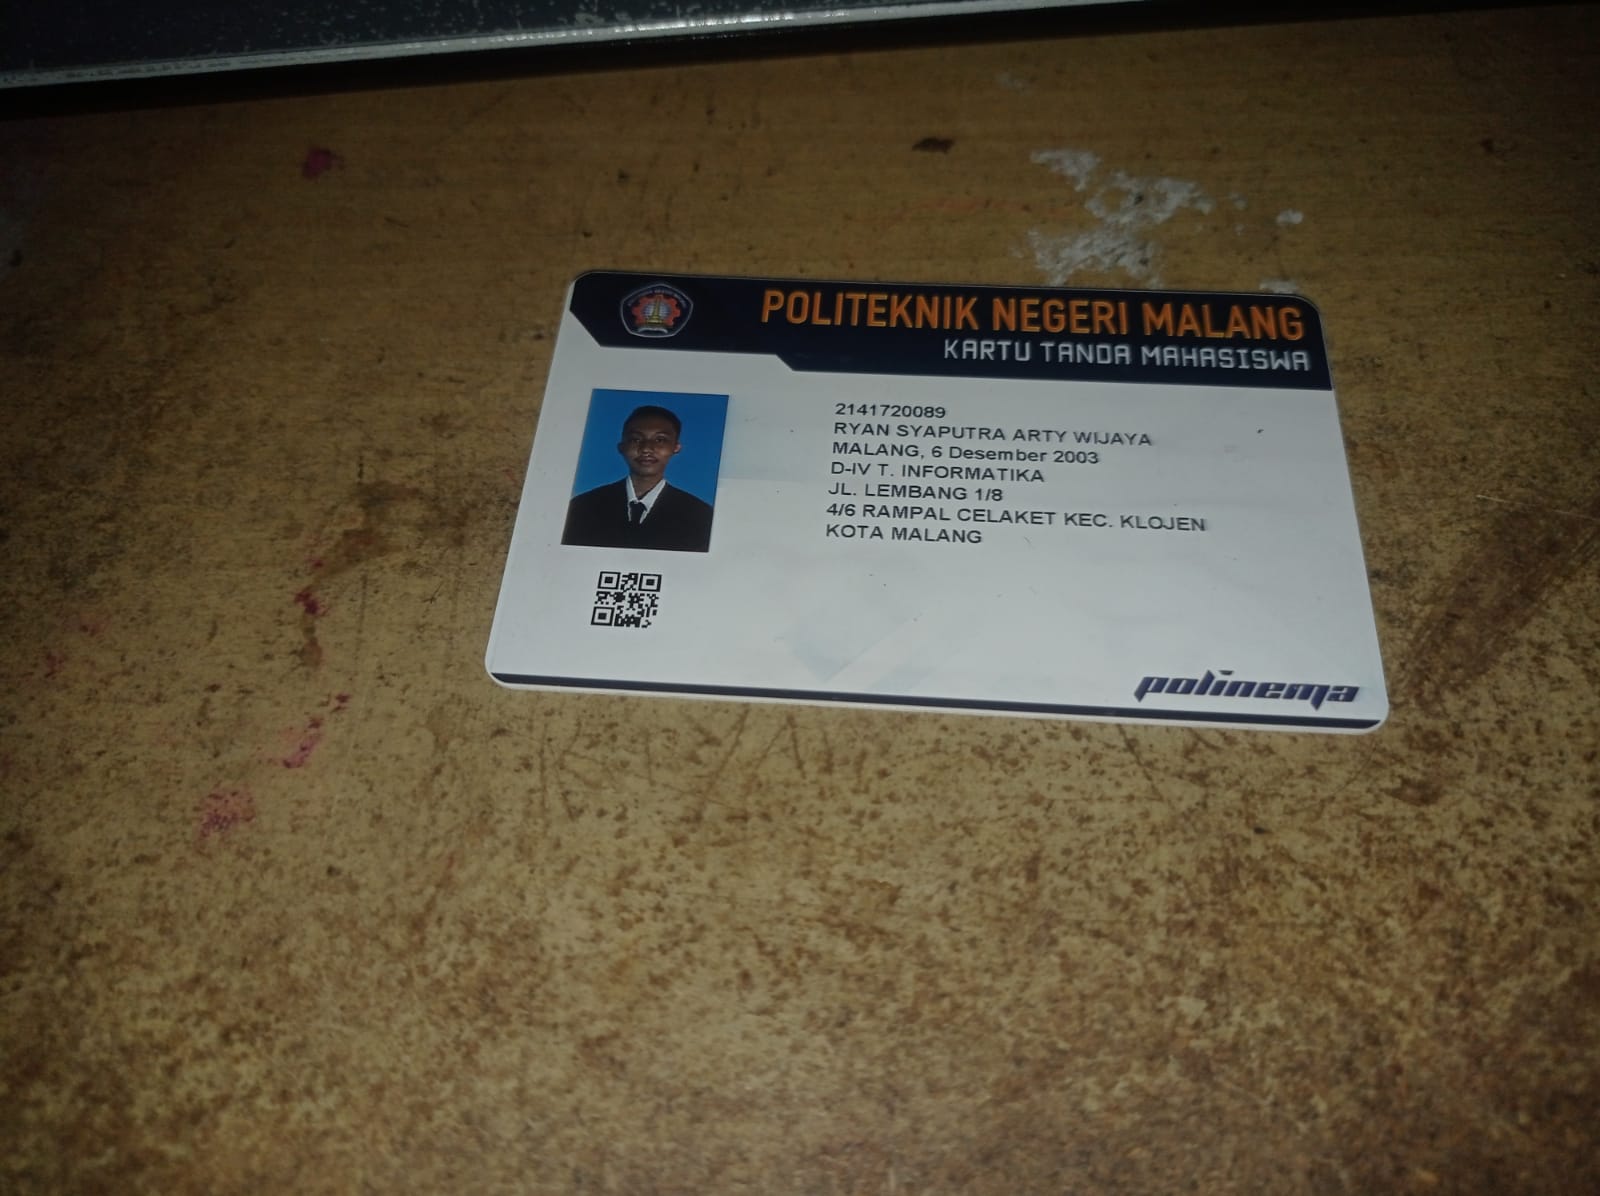 POLITEKNIK NEGERI MALANG
KARTU TANDA MAHASISWA
2141720089
RYAN SYAPUTRA ARTY WIJAYA
MALANG, 6 Desember 2003
D-IV T. INFORMATIKA
JL. LEMBANG 1/8
4/6 RAMPAL CELAKET KEC. KLOJEN
KOTA MALANG
polinema